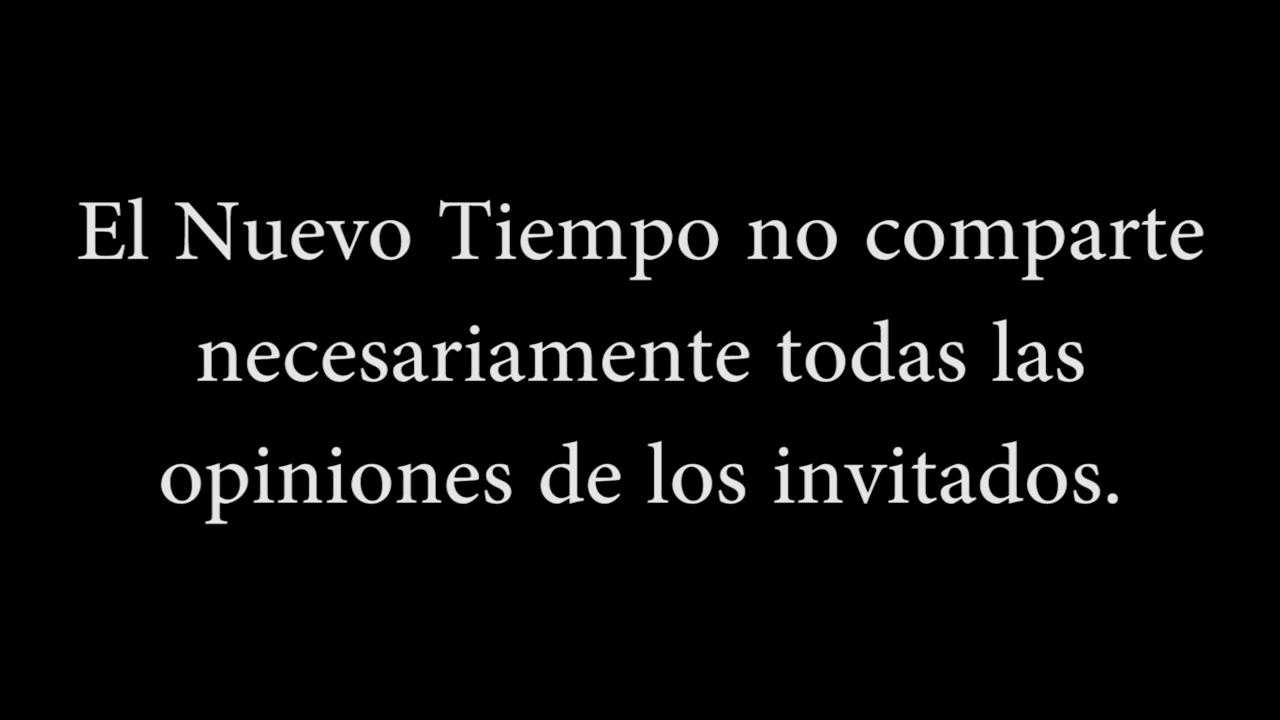 El Nuevo Tiempo no comparte
necesariamente todas las
opiniones de los invitados.